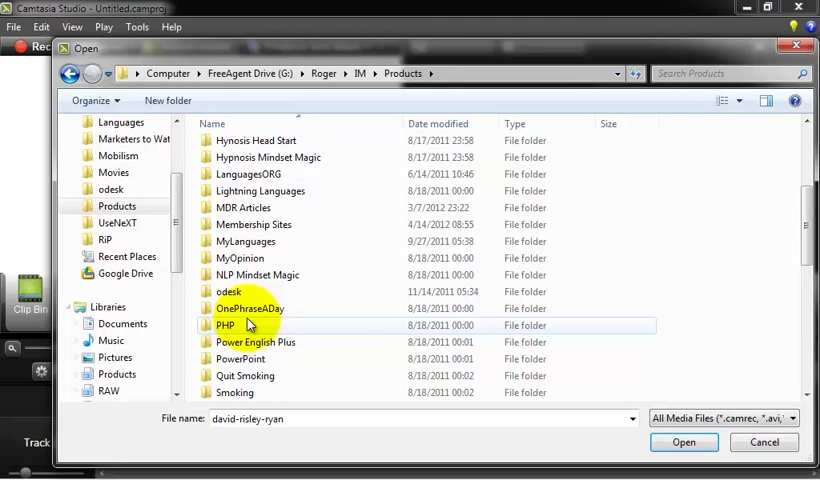 Camtasia Studio - Untitled.camproj
File Edit View Play Tools Help
Rec
Open
Computer FreeAgent Drive (G:) Roger IM Products
Search Products
Organize New folder
Name Date modified Type Size
Languages
Marketers to Wat
Mobilism
Movies
odesk
Products
UseNeXT
RiP
Recent Places
Google Drive
Libraries
Documents
Music
Pictures
Products
RAW
Hynosis Head Start 8/17/2011 23:58 File folder
Hypnosis Mindset Magic 8/17/2011 23:58 File folder
LanguagesORG 6/14/2011 10:46 File folder
Lightning Languages 8/18/2011 00:00 File folder
MDR Articles 3/7/2012 23:22 File folder
Membership Sites 4/14/2012 08:55 File folder
MyLanguages 9/27/2011 05:38 File folder
MyOpinion 8/18/2011 00:00 File folder
NLP Mindset Magic 8/18/2011 00:00 File folder
odesk 11/14/2011 05:34 File folder
OnePhraseADay 8/18/2011 00:00 File folder
PHP 8/18/2011 00:00 File folder
Power English Plus 8/18/2011 00:01 File folder
PowerPoint 8/18/2011 00:01 File folder
Quit Smoking 8/18/2011 00:02 File folder
Smoking 8/18/2011 00:02 File folder
Clip Bin
File name: david-risley-ryan All Media Files (*.camrec, *.avi,
Open Cancel
Track